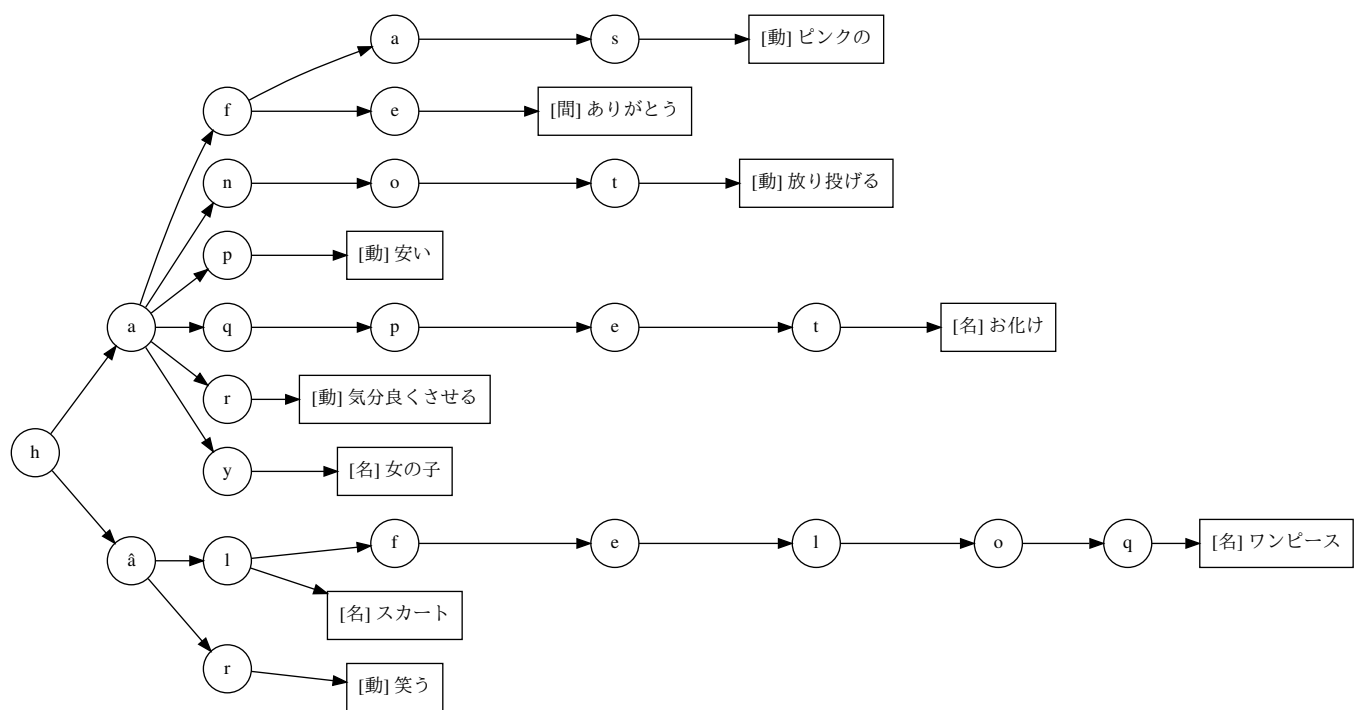 a s [動] ピンクの
f e [間] ありがとう
n o t [動] 放り投げる
p [動] 安い
a q p e t [名] お化け
r [動] 気分良くさせる
h y [名] 女の子
â l f e l o q [名] ワンピース
[名] スカート
r [動] 笑う